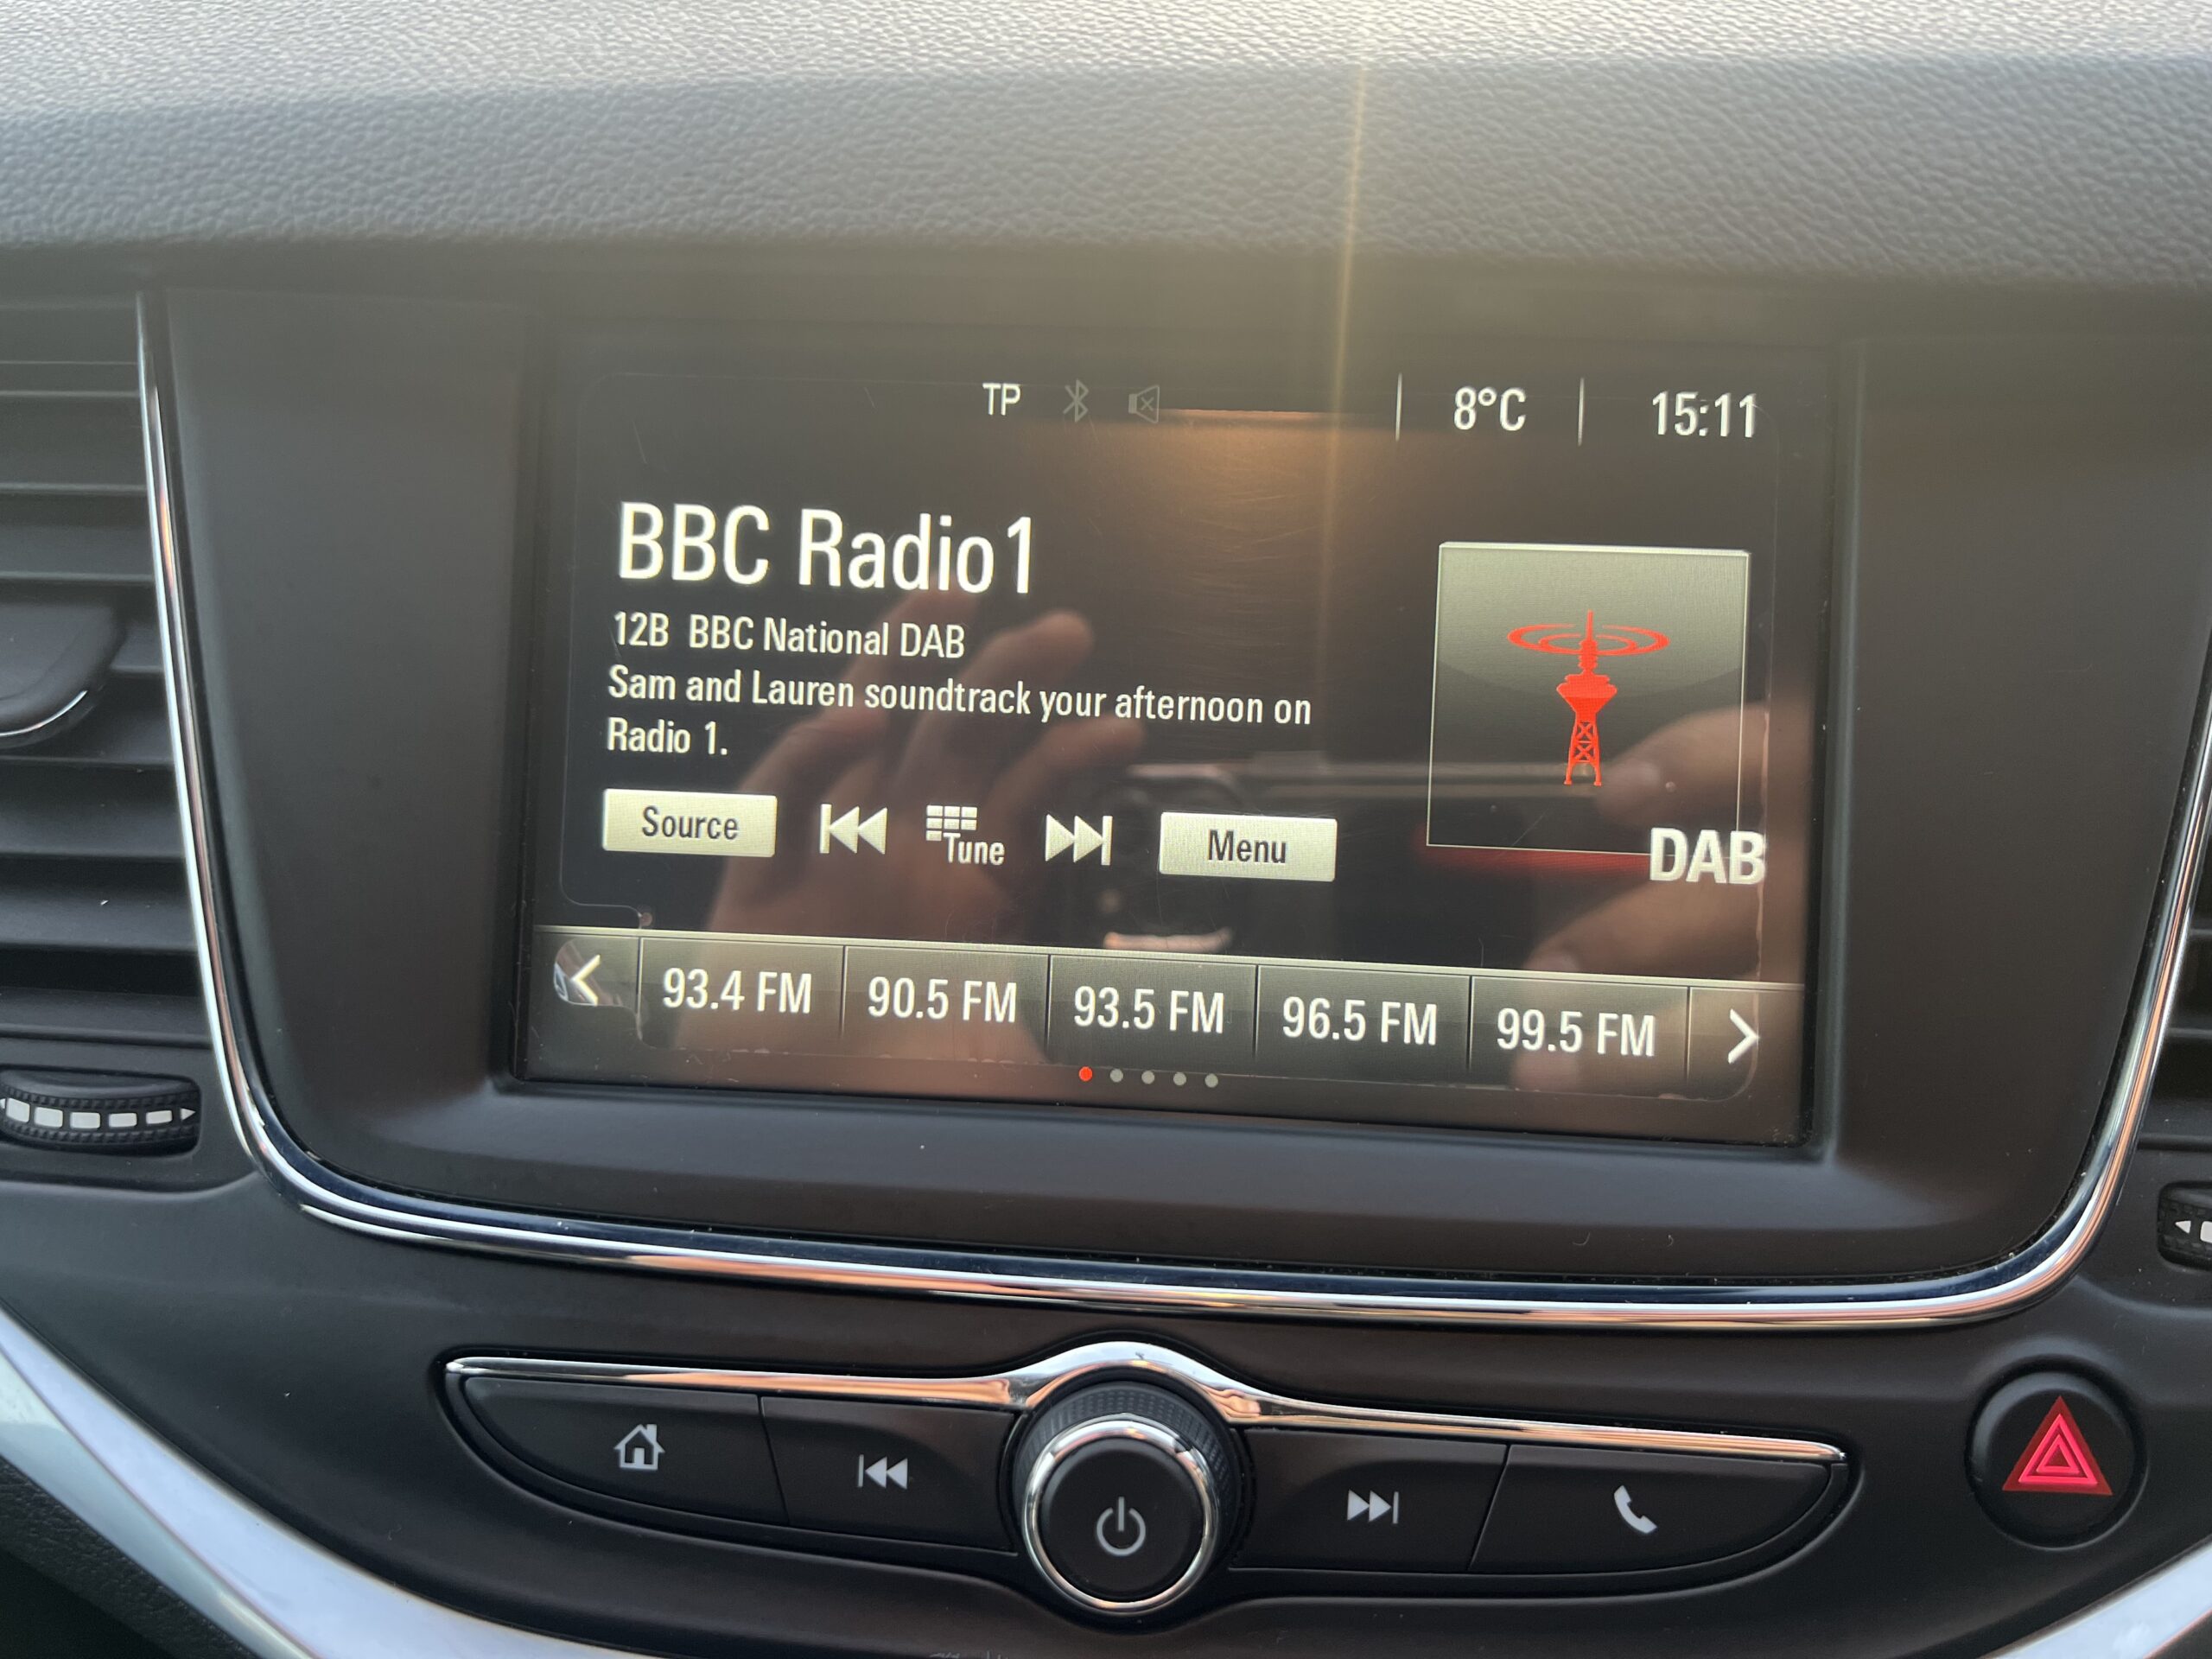 TP 8°C 15:11
BBC Radio1
12B BBC National DAB
Sam and Lauren soundtrack your afternoon on
Radio 1.
Source Tune Menu
DAB
93.4 FM 90.5 FM 93.5 FM 96.5 FM 99.5 FM